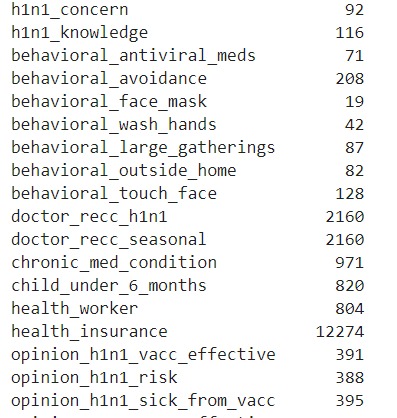 h1n1_concern 92
h1n1_knowledge 116
behavioral_antiviral_meds 71
behavioral_avoidance 208
behavioral_face_mask 19
behavioral_wash_hands 42
behavioral_large_gatherings 87
behavioral_outside_home 82
behavioral_touch_face 128
doctor_recc_h1n1 2160
doctor_recc_seasonal 2160
chronic_med_condition 971
child_under_6_months 820
health_worker 804
health_insurance 12274
opinion_h1n1_vacc_effective 391
opinion_h1n1_risk 388
opinion_h1n1_sick_from_vacc 395